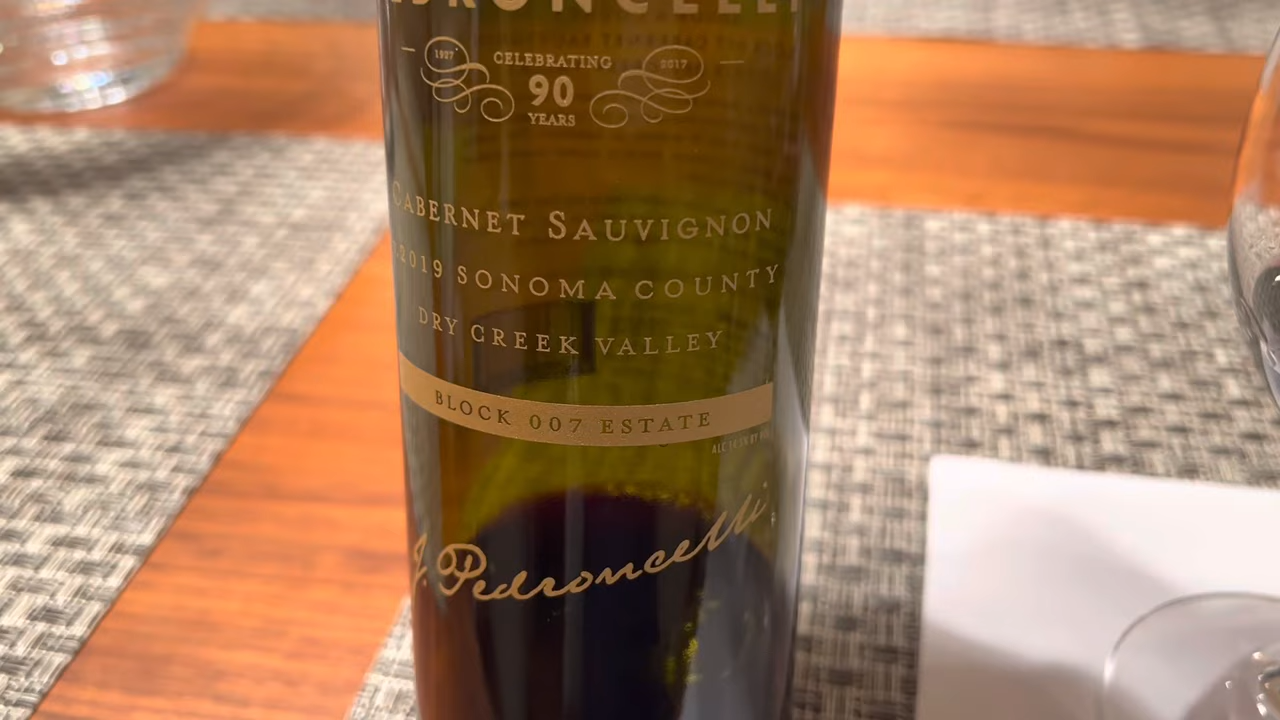 1927 CELEBRATING 2017
90
YEARS
CABERNET SAUVIGNON
2019 SONOMA COUNTY
DRY CREEK VALLEY
BLOCK 007 ESTATE
J. Pedroncelli